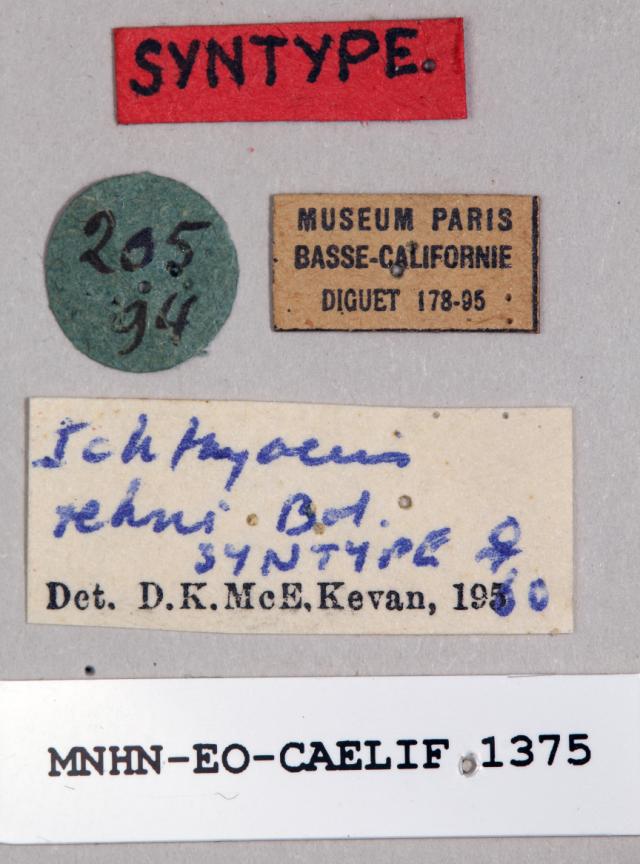 SYNTYPE.
205
94
MUSEUM PARIS
BASSE-CALIFORNIE
DIGUET 178-95
Ichthyacris
rehni Bol.
SYNTYPE ♀
Det. D.K.McE.Kevan, 1960
MNHN-EO-CAELIF 1375